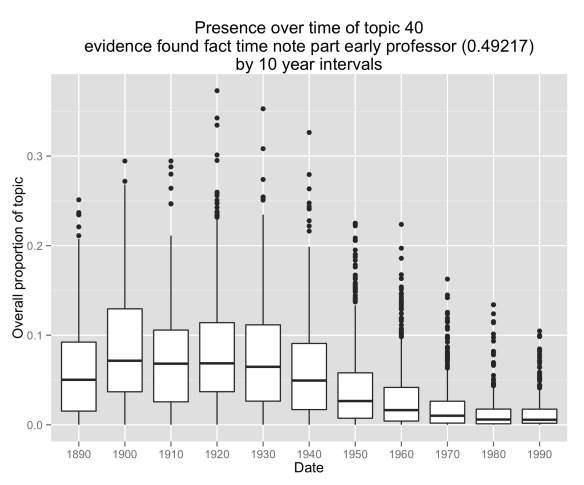 Presence over time of topic 40
evidence found fact time note part early professor (0.49217)
by 10 year intervals
Overall proportion of topic
0.3
0.2
0.1
0.0
1890 1900 1910 1920 1930 1940 1950 1960 1970 1980 1990
Date